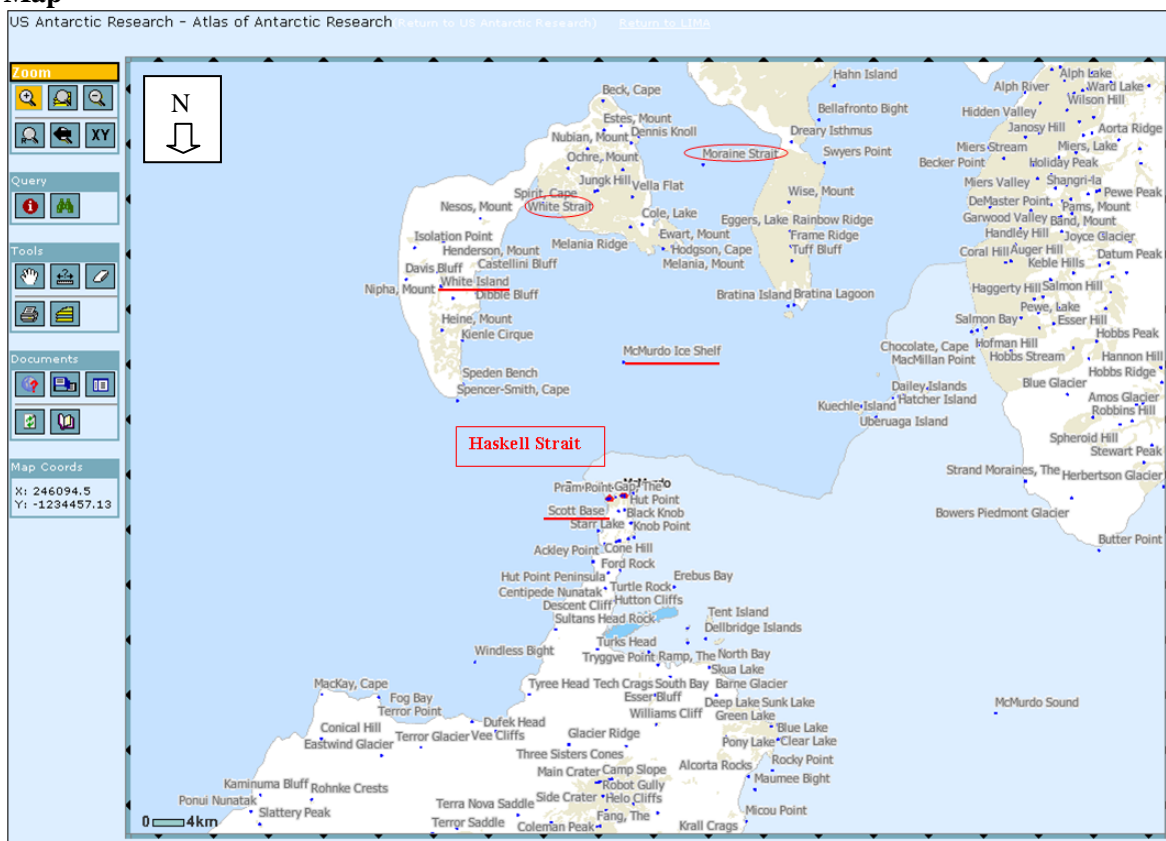 Map
US Antarctic Research - Atlas of Antarctic Research (Return to US Antarctic Research) Return to LIMA
Zoom
XY
Query
Tools
Documents
Map Coords
X: 246094.5
Y: -1234457.13
N
Hahn Island
Alph Lake
Alph River
Ward Lake
Beck, Cape
Wilson Hill
Bellafronto Bight
Hidden Valley
Estes, Mount
Janosy Hill
Aorta Ridge
Nubian, Mount
Dennis Knoll
Dreary Isthmus
Miers Stream
Miers, Lake
Ochre, Mount
Moraine Strait
Swyers Point
Becker Point
Holiday Peak
Jungk Hill
Vella Flat
Miers Valley
Shangri-la
Spirit, Cape
Wise, Mount
Pewe Peak
Nesos, Mount
White Strait
DeMaster Point
Pams, Mount
Cole, Lake
Eggers, Lake
Rainbow Ridge
Garwood Valley
Band, Mount
Isolation Point
Ewart, Mount
Frame Ridge
Handley Hill
Joyce Glacier
Henderson, Mount
Melania Ridge
Hodgson, Cape
Tuff Bluff
Coral Hill
Auger Hill
Datum Peak
Davis Bluff
Castellini Bluff
Melania, Mount
Keble Hills
Nipha, Mount
White Island
Dibble Bluff
Bratina Island
Bratina Lagoon
Haggerty Hill
Salmon Hill
Pewe, Lake
Heine, Mount
Salmon Bay
Esser Hill
Kienle Cirque
Hobbs Peak
McMurdo Ice Shelf
Chocolate, Cape
Hofman Hill
MacMillan Point
Hobbs Stream
Hannon Hill
Speden Bench
Hobbs Ridge
Spencer-Smith, Cape
Dailey Islands
Blue Glacier
Kuechle Island
Hatcher Island
Amos Glacier
Uberuaga Island
Robbins Hill
Haskell Strait
Spheroid Hill
Stewart Peak
Strand Moraines, The
Herbertson Glacier
Pram Point
Gap, The
Hut Point
Scott Base
Black Knob
Bowers Piedmont Glacier
Starr Lake
Knob Point
Butter Point
Ackley Point
Cone Hill
Ford Rock
Hut Point Peninsula
Erebus Bay
Centipede Nunatak
Turtle Rock
Descent Cliff
Hutton Cliffs
Sultans Head Rock
Tent Island
Dellbridge Islands
Turks Head
Windless Bight
Tryggve Point
Ramp, The
North Bay
Skua Lake
MacKay, Cape
Tyree Head
Tech Crags
South Bay
Barne Glacier
Fog Bay
Esser Bluff
Deep Lake
Sunk Lake
McMurdo Sound
Terror Point
Williams Cliff
Green Lake
Conical Hill
Dufek Head
Blue Lake
Eastwind Glacier
Terror Glacier
Vee Cliffs
Glacier Ridge
Pony Lake
Clear Lake
Three Sisters Cones
Alcorta Rocks
Rocky Point
Main Crater
Camp Slope
Maumee Bight
Kaminuma Bluff
Rohnke Crests
Robot Gully
Ponui Nunatak
Side Crater
Helo Cliffs
Slattery Peak
Terra Nova Saddle
Micou Point
0 4km
Terror Saddle
Coleman Peak
Fang, The
Krall Crags